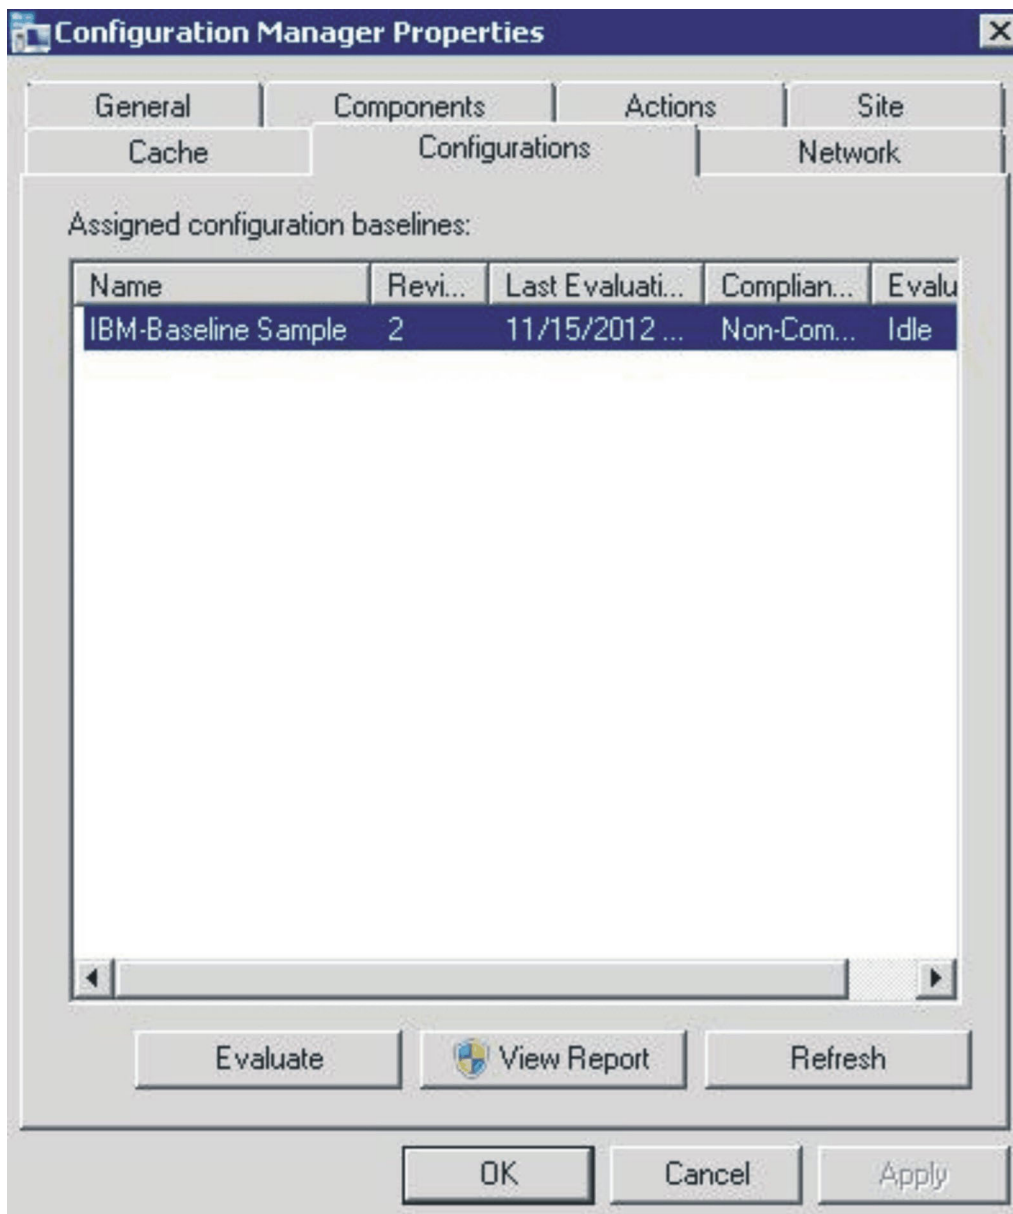 Configuration Manager Properties
General Components Actions Site
Cache Configurations Network
Assigned configuration baselines:
Name Revi... Last Evaluati... Complian... Evalu
IBM-Baseline Sample 2 11/15/2012 ... Non-Com... Idle
Evaluate View Report Refresh
OK Cancel Apply